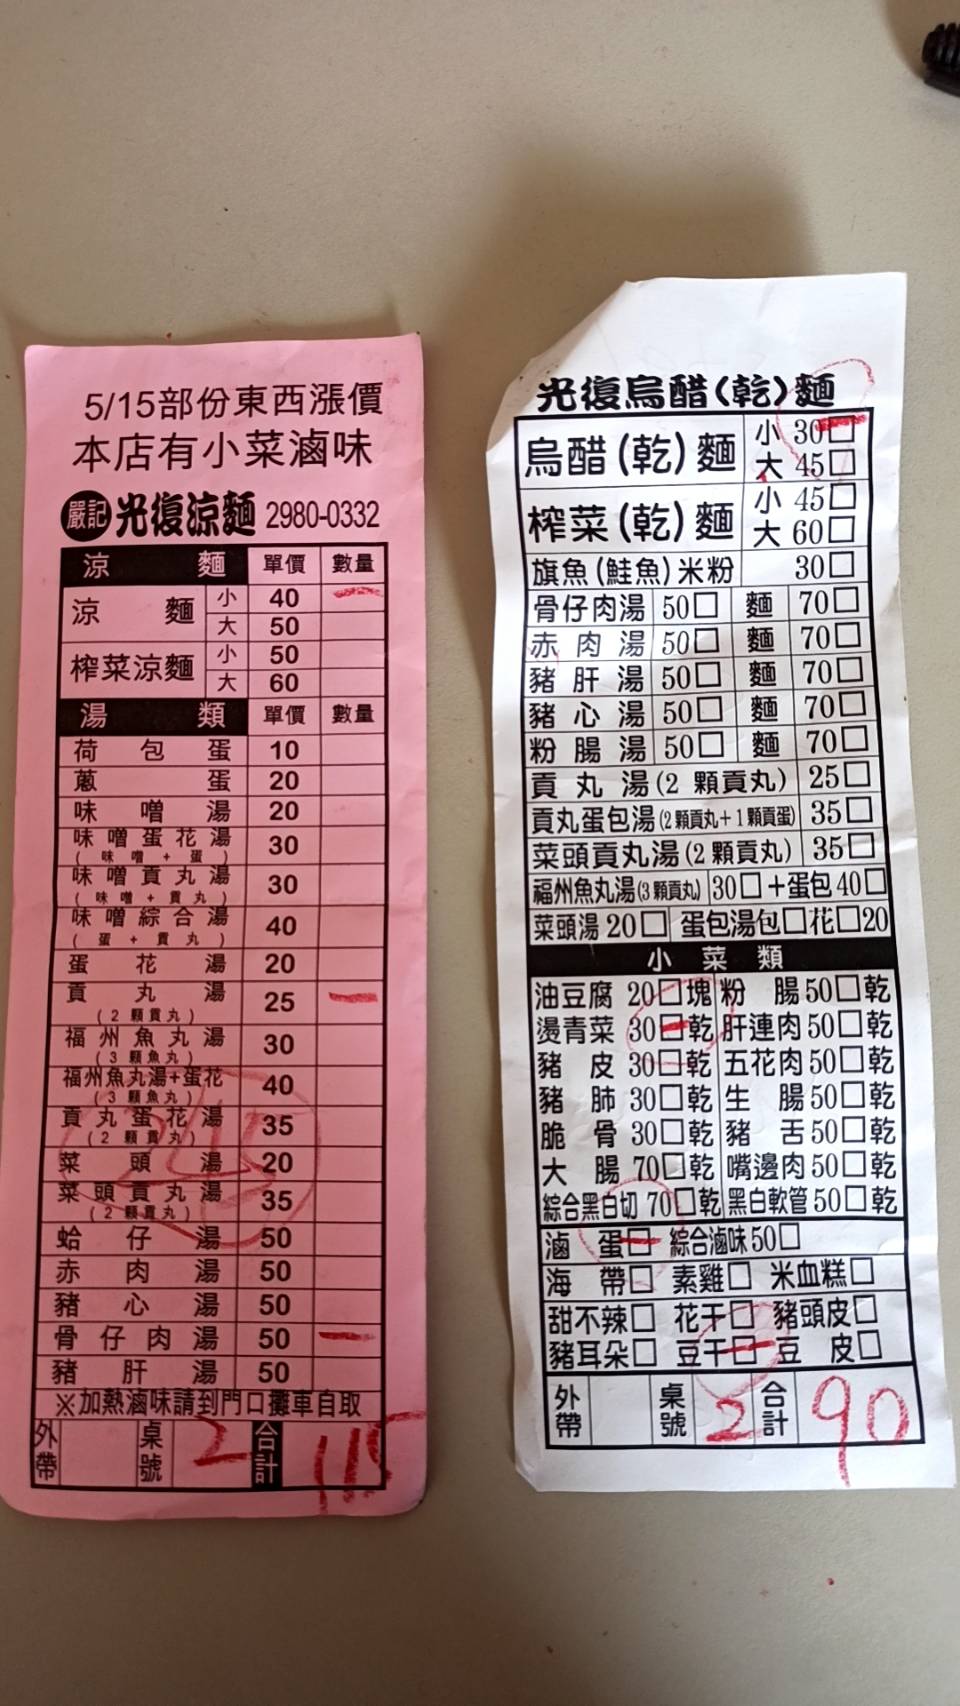 5/15部份東西漲價
本店有小菜滷味
嚴記 光復涼麵 2980-0332
涼麵 單價 數量
涼麵 小 40
大 50
榨菜涼麵 小 50
大 60
湯類 單價 數量
荷包蛋 10
蔥蛋 20
味噌湯 20
味噌蛋花湯 30
(味噌+蛋)
味噌貢丸湯 30
(味噌+貢丸)
味噌綜合湯 40
(蛋+貢丸)
蛋花湯 20
貢丸湯 25
(2顆貢丸)
福州魚丸湯 30
(3顆魚丸)
福州魚丸湯+蛋花 40
(3顆魚丸)
貢丸蛋花湯 35
(2顆貢丸)
菜頭湯 20
菜頭貢丸湯 35
(2顆貢丸)
蛤仔湯 50
赤肉湯 50
豬心湯 50
骨仔肉湯 50
豬肝湯 50
※加熱滷味請到門口攤車自取
外帶 桌號 2 合計 115
光復烏醋(乾)麵
烏醋(乾)麵 小 30□
大 45□
榨菜(乾)麵 小 45□
大 60□
旗魚(鮭魚)米粉 30□
骨仔肉湯 50□ 麵 70□
赤肉湯 50□ 麵 70□
豬肝湯 50□ 麵 70□
豬心湯 50□ 麵 70□
粉腸湯 50□ 麵 70□
貢丸湯(2顆貢丸) 25□
貢丸蛋包湯(2顆貢丸+1顆貢蛋) 35□
菜頭貢丸湯(2顆貢丸) 35□
福州魚丸湯(3顆貢丸) 30□+蛋包40□
菜頭湯20□ 蛋包湯包□花□20
小菜類
油豆腐 20□塊 粉腸50□乾
燙青菜 30□乾 肝連肉50□乾
豬皮 30□乾 五花肉50□乾
豬肺 30□乾 生腸50□乾
脆骨 30□乾 豬舌50□乾
大腸 70□乾 嘴邊肉50□乾
綜合黑白切 70□乾 黑白軟管50□乾
滷蛋□ 綜合滷味50□
海帶□ 素雞□ 米血糕□
甜不辣□ 花干□ 豬頭皮□
豬耳朵□ 豆干□ 豆皮□
外帶 桌號 2 合計 90